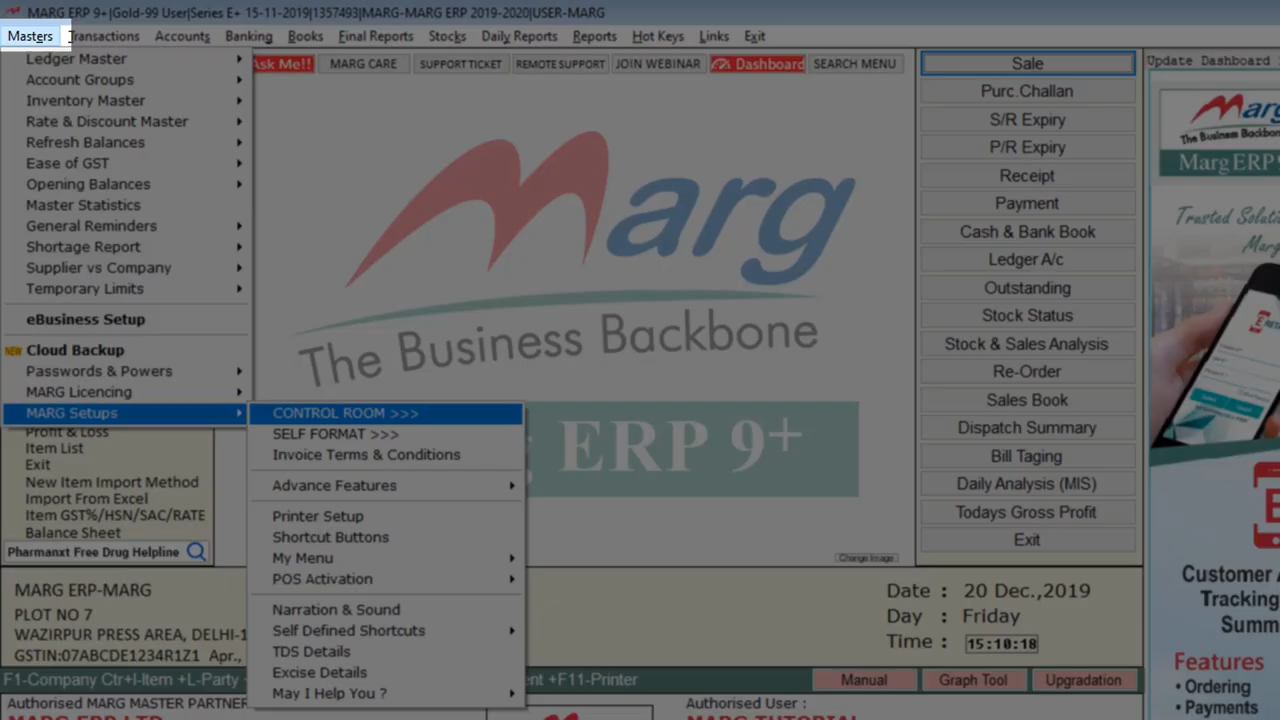 MARG ERP 9+|Gold-99 User|Series E+ 15-11-2019|1357493|MARG-MARG ERP 2019-2020|USER-MARG
Masters Transactions Accounts Banking Books Final Reports Stocks Daily Reports Reports Hot Keys Links Exit
Ledger Master
Account Groups
Inventory Master
Rate & Discount Master
Refresh Balances
Ease of GST
Opening Balances
Master Statistics
General Reminders
Shortage Report
Supplier vs Company
Temporary Limits
eBusiness Setup
NEW Cloud Backup
Passwords & Powers
MARG Licencing
MARG Setups
Profit & Loss
Item List
Exit
New Item Import Method
Import From Excel
Item GST%/HSN/SAC/RATE
Balance Sheet
Pharmanxt Free Drug Helpline
CONTROL ROOM >>>
SELF FORMAT >>>
Invoice Terms & Conditions
Advance Features
Printer Setup
Shortcut Buttons
My Menu
POS Activation
Narration & Sound
Self Defined Shortcuts
TDS Details
Excise Details
May I Help You ?
Ask Me!! MARG CARE SUPPORT TICKET REMOTE SUPPORT JOIN WEBINAR Dashboard SEARCH MENU
marg
The Business Backbone
ERP 9+
Change Image
Sale
Purc.Challan
S/R Expiry
P/R Expiry
Receipt
Payment
Cash & Bank Book
Ledger A/c
Outstanding
Stock Status
Stock & Sales Analysis
Re-Order
Sales Book
Dispatch Summary
Bill Tagging
Daily Analysis (MIS)
Todays Gross Profit
Exit
Update Dashboard
marg
The Business Backbone
Marg ERP 9
Trusted
Marg
Customer
Tracking
Summ
Features
• Ordering
• Payments
MARG ERP-MARG
PLOT NO 7
WAZIRPUR PRESS AREA, DELHI-1
GSTIN:07ABCDE1234R1Z1 Apr.,
Date : 20 Dec.,2019
Day : Friday
Time : 15:10:18
F1-Company Ctr+I-Item +L-Party + +F11-Printer
Manual Graph Tool Upgradation
Authorised MARG MASTER PARTNER
MARG ERP LTD
Authorised User :
MARG TUTORIAL